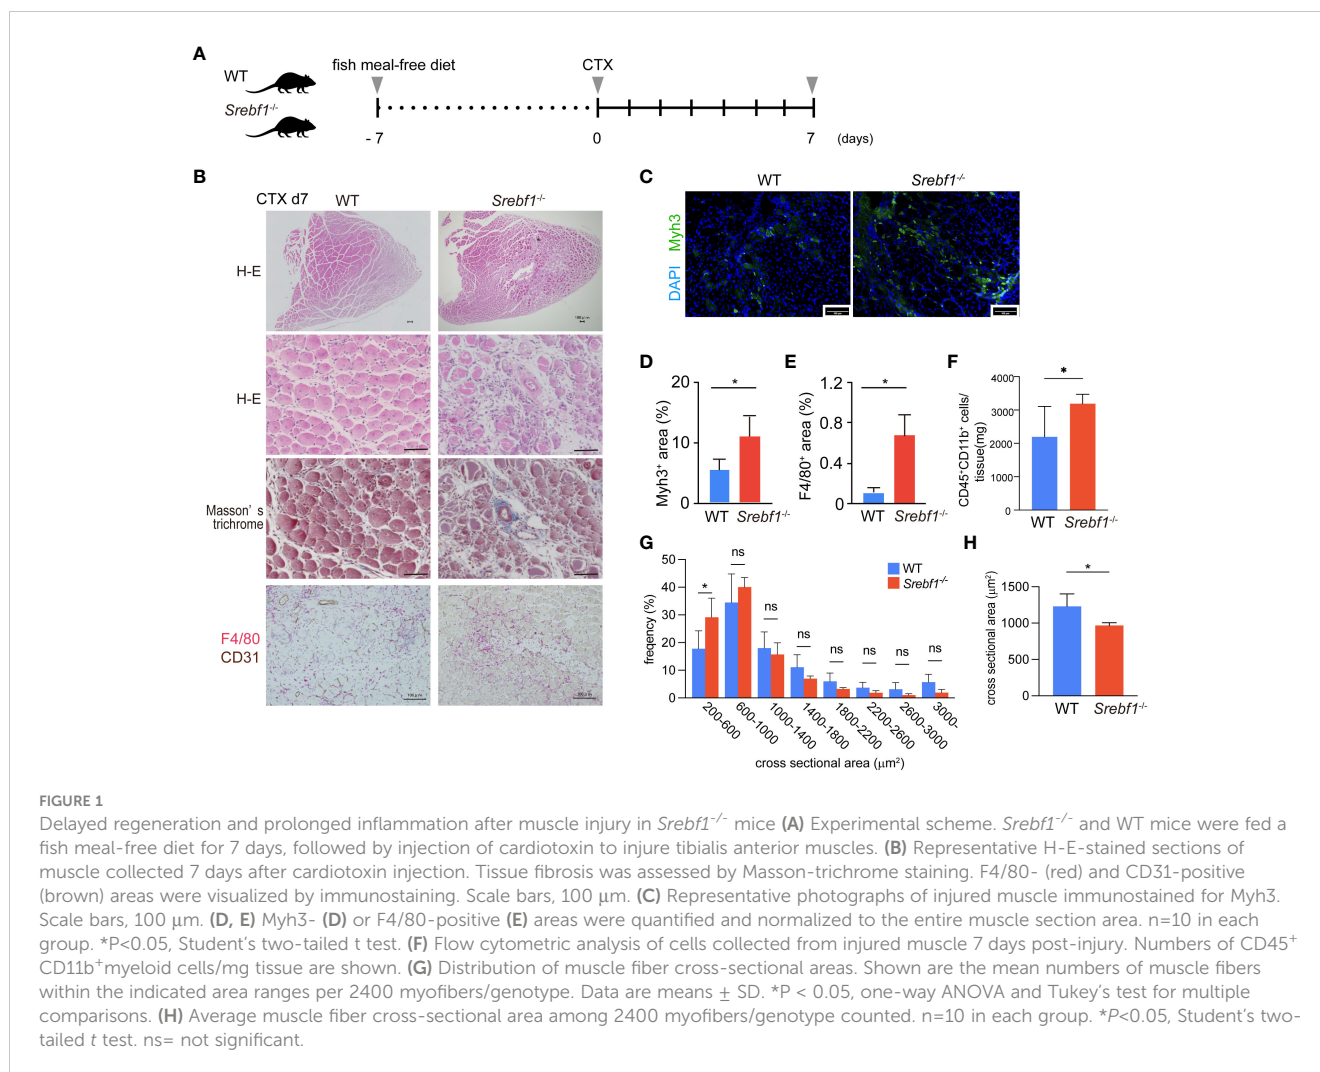 A
WT
Srebf1-/-
fish meal-free diet
CTX
- 7
0
7
(days)
B
CTX d7
WT
Srebf1-/-
H-E
H-E
Masson' s
trichrome
F4/80
CD31
100 μm
C
WT
Srebf1-/-
DAPI Myh3
D
Myh3+ area (%)
20
10
0
*
WT Srebf1-/-
E
F4/80+ area (%)
1.2
0.8
0.4
0
*
WT Srebf1-/-
F
CD45+CD11b+ cells/
tissue(mg)
4000
3000
2000
1000
0
*
WT Srebf1-/-
G
freqency (%)
50
40
30
20
10
0
* ns ns ns ns ns ns ns
WT
Srebf1-/-
200-600
600-1000
1000-1400
1400-1800
1800-2200
2200-2600
2600-3000
3000-
cross sectional area (μm2)
H
cross sectional area (μm2)
1500
1000
500
0
*
WT Srebf1-/-
FIGURE 1
Delayed regeneration and prolonged inflammation after muscle injury in Srebf1-/- mice (A) Experimental scheme. Srebf1-/- and WT mice were fed a
fish meal-free diet for 7 days, followed by injection of cardiotoxin to injure tibialis anterior muscles. (B) Representative H-E-stained sections of
muscle collected 7 days after cardiotoxin injection. Tissue fibrosis was assessed by Masson-trichrome staining. F4/80- (red) and CD31-positive
(brown) areas were visualized by immunostaining. Scale bars, 100 μm. (C) Representative photographs of injured muscle immunostained for Myh3.
Scale bars, 100 μm. (D, E) Myh3- (D) or F4/80-positive (E) areas were quantified and normalized to the entire muscle section area. n=10 in each
group. *P<0.05, Student's two-tailed t test. (F) Flow cytometric analysis of cells collected from injured muscle 7 days post-injury. Numbers of CD45+
CD11b+myeloid cells/mg tissue are shown. (G) Distribution of muscle fiber cross-sectional areas. Shown are the mean numbers of muscle fibers
within the indicated area ranges per 2400 myofibers/genotype. Data are means ± SD. *P < 0.05, one-way ANOVA and Tukey's test for multiple
comparisons. (H) Average muscle fiber cross-sectional area among 2400 myofibers/genotype counted. n=10 in each group. *P<0.05, Student's two-
tailed t test. ns= not significant.